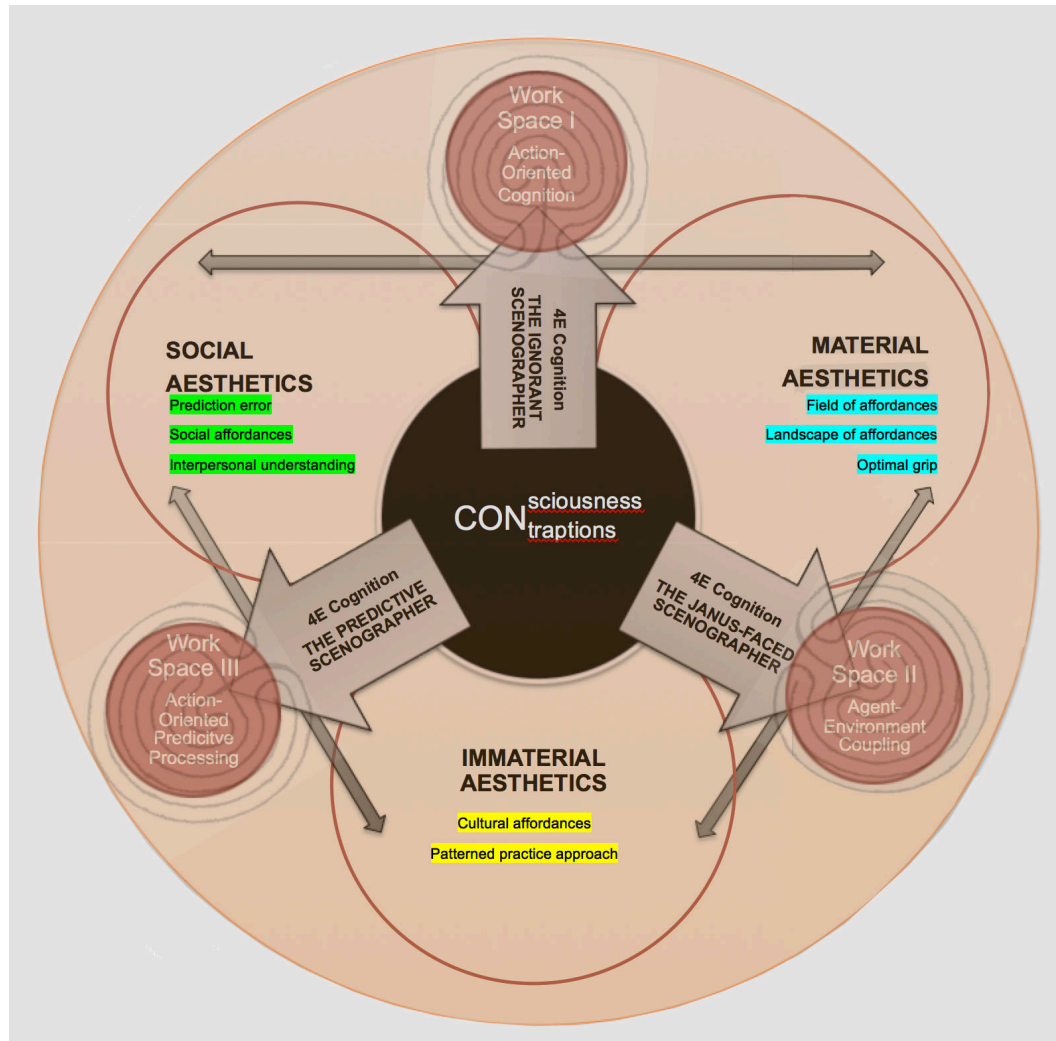 Work
Space I
Action-
Oriented
Cognition
4E Cognition
THE IGNORANT
SCENOGRAPHER
SOCIAL
AESTHETICS
Prediction error
Social affordances
Interpersonal understanding
MATERIAL
AESTHETICS
Field of affordances
Landscape of affordances
Optimal grip
CON
sciousness
traptions
4E Cognition
THE PREDICTIVE
SCENOGRAPHER
4E Cognition
THE JANUS-FACED
SCENOGRAPHER
Work
Space III
Action-
Oriented
Predicitve
Processing
Work
Space II
Agent-
Environment
Coupling
IMMATERIAL
AESTHETICS
Cultural affordances
Patterned practice approach